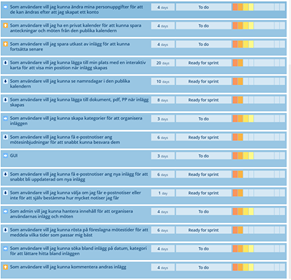 Som användare vill jag kunna ändra mina personuppgifter för att
de kan ändras efter att jag skapat ett konto
6 days
To do
Som användare vill jag ha en privat kalender för att kunna spara
anteckningar och möten från den publika kalendern
4 days
To do
Som användare vill jag spara utkast av inlägg för att kunna
fortsätta senare
4 days
To do
Som användare vill jag kunna lägga till min plats med en interaktiv
karta för att visa min position när inlägg skapas
20 days
Ready for sprint
Som användare vill jag kunna se namnsdagar i den publika
kalendern
10 days
Ready for sprint
Som användare vill jag kunna lägga till dokument, pdf, PP när inlägg
skapas
8 days
Ready for sprint
Som användare vill jag kunna skapa kategorier för att organisera
inläggen
5 days
To do
Som användare vill jag kunna få e-postnotiser ang
mötesinbjudningar för att snabbt kunna besvara dem
6 days
Ready for sprint
GUI
3 days
To do
Som användare vill jag kunna få e-postnotiser ang nya inlägg för att
snabbt bli uppdaterad om nya inlägg
6 days
Ready for sprint
Som användare vill jag kunna välja om jag får e-postnotiser eller
inte för att själv bestämma hur mycket notiser jag får
1 day
Ready for sprint
Som admin vill jag kunna hantera innehåll för att organisera
användarnas inlägg och möten
4 days
To do
Som användare vill jag kunna rösta på föreslagna mötestider för att
meddela vilka tider som passar mig bäst
6 days
Ready for sprint
Som användare vill jag kunna söka bland inlägg på datum, kategori
för att lättare hitta bland inläggen
4 days
To do
Som användare vill jag kunna kommentera andras inlägg
4 days
To do